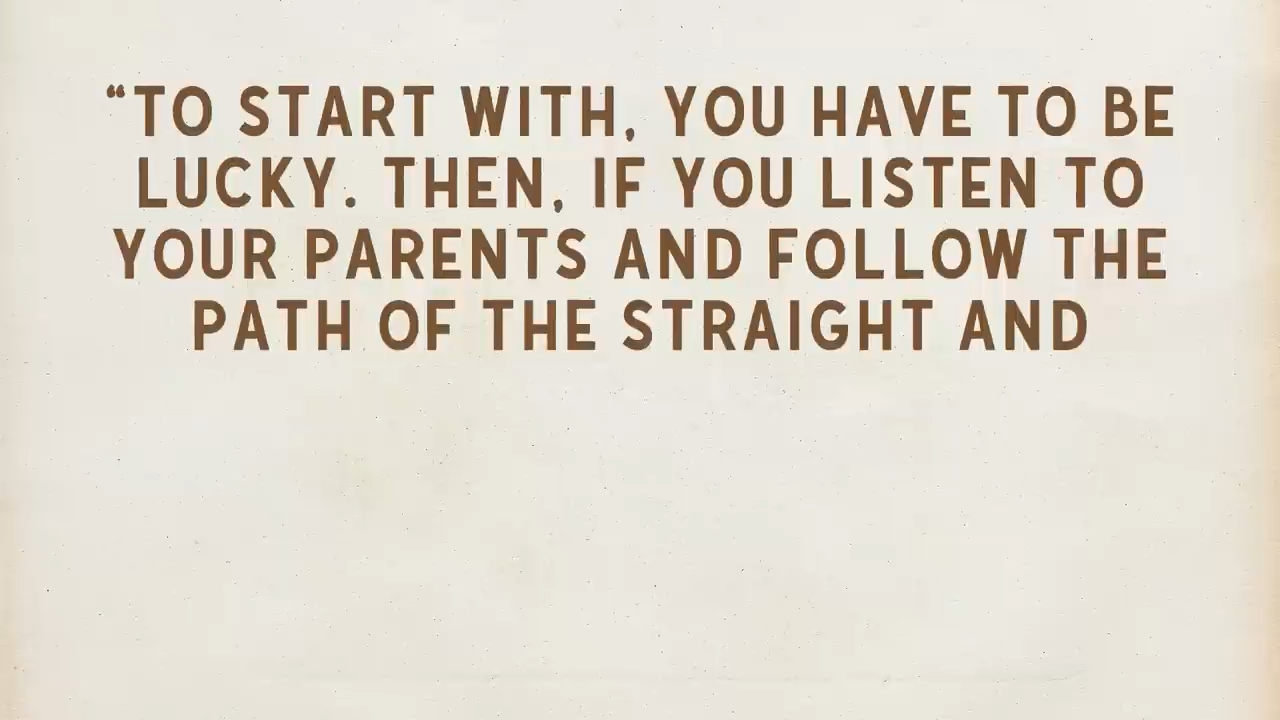 “TO START WITH, YOU HAVE TO BE
LUCKY. THEN, IF YOU LISTEN TO
YOUR PARENTS AND FOLLOW THE
PATH OF THE STRAIGHT AND